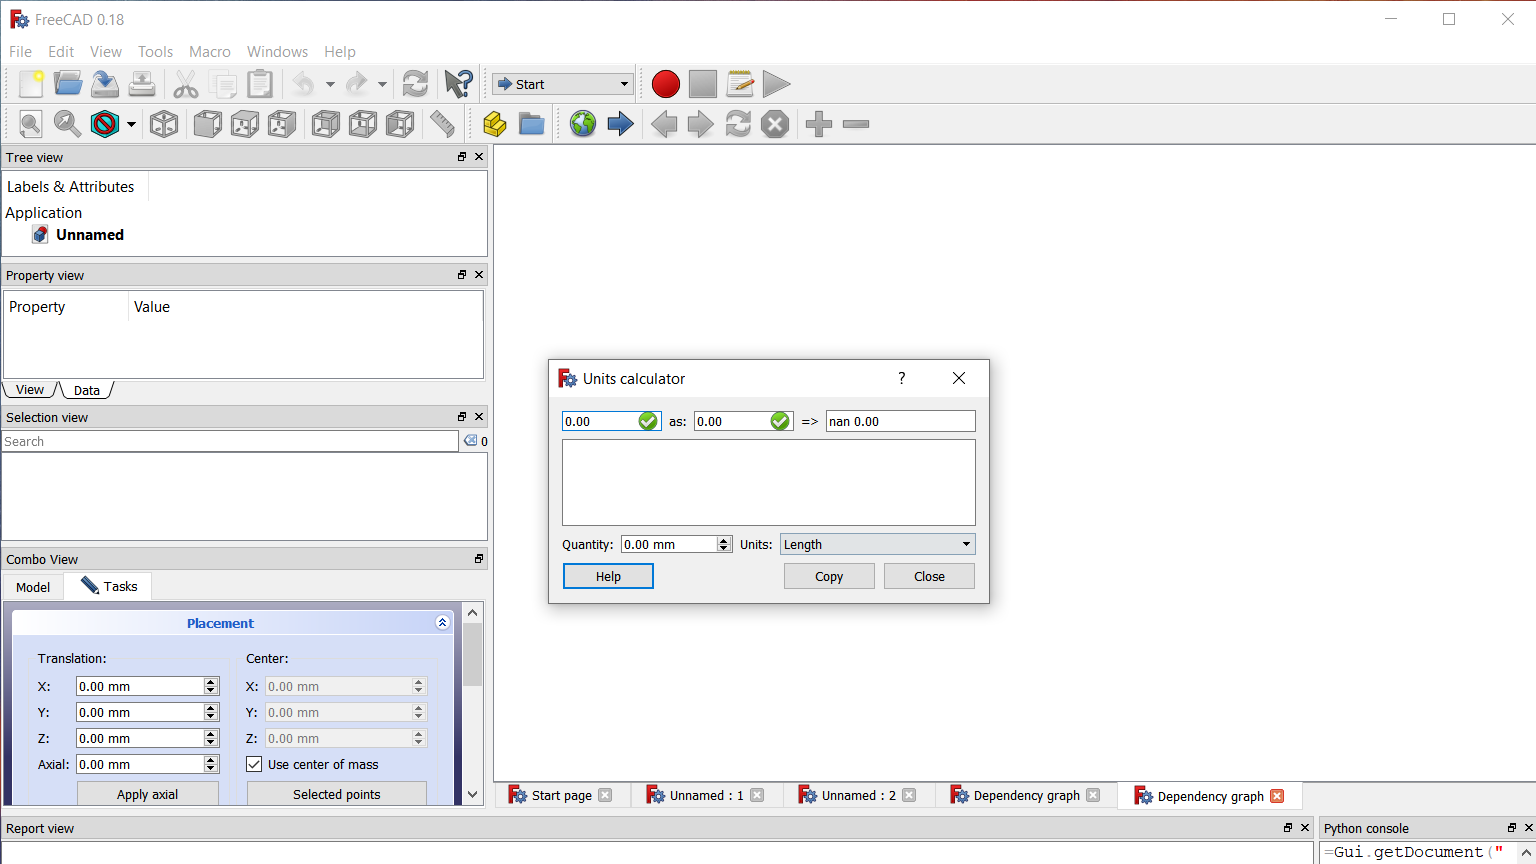 FreeCAD 0.18
File Edit View Tools Macro Windows Help
Start
Tree view
Labels & Attributes
Application
Unnamed
Property view
Property Value
View Data
Selection view
Search 0
Combo View
Model Tasks
Placement
Translation: Center:
X: 0.00 mm X: 0.00 mm
Y: 0.00 mm Y: 0.00 mm
Z: 0.00 mm Z: 0.00 mm
Axial: 0.00 mm Use center of mass
Apply axial Selected points
Units calculator ?
0.00 as: 0.00 => nan 0.00
Quantity: 0.00 mm Units: Length
Help Copy Close
Start page Unnamed : 1 Unnamed : 2 Dependency graph Dependency graph
Report view Python console
=Gui.getDocument("